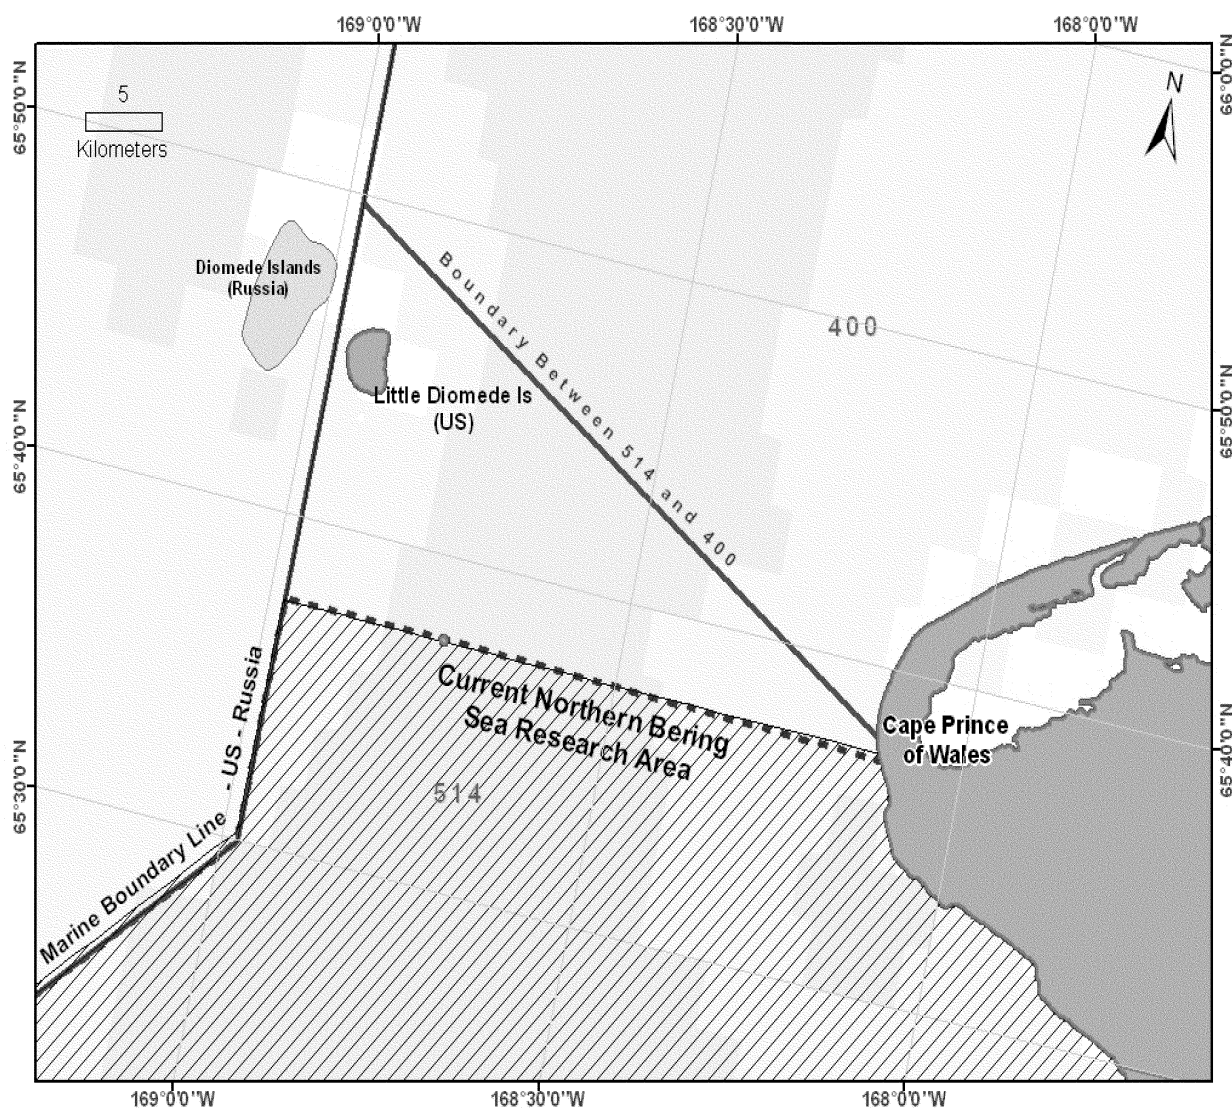 169°0'0"W
168°30'0"W
168°0'0"W
65°50'0"N
66°0'0"N
5
Kilometers
N
Diomede Islands
(Russia)
Boundary Between 514 and 400
400
Little Diomede Is
(US)
65°40'0"N
65°50'0"N
Current Northern Bering
Sea Research Area
Cape Prince
of Wales
514
65°30'0"N
65°40'0"N
Marine Boundary Line - US - Russia
169°0'0"W
168°30'0"W
168°0'0"W